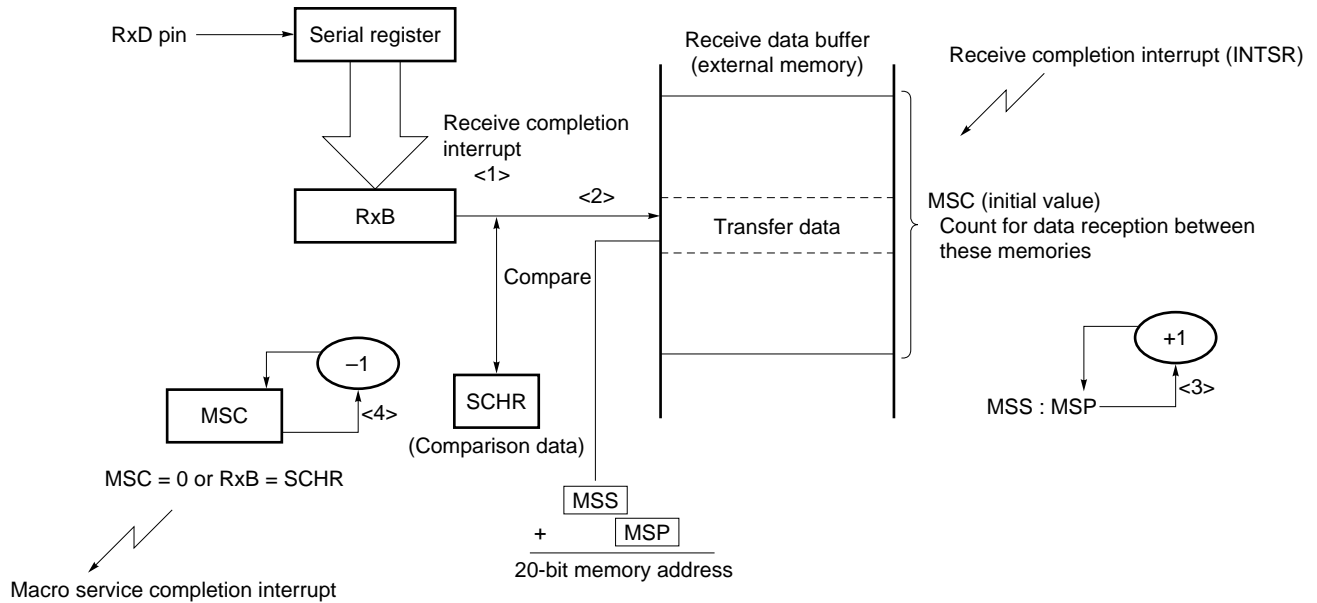 RxD pin
Serial register
Receive data buffer
(external memory)
Receive completion interrupt (INTSR)
Receive completion
interrupt
<1>
<2>
RxB
Transfer data
MSC (initial value)
Count for data reception between
these memories
Compare
–1
MSC
<4>
SCHR
(Comparison data)
+1
<3>
MSS : MSP
MSC = 0 or RxB = SCHR
MSS
+ MSP
20-bit memory address
Macro service completion interrupt